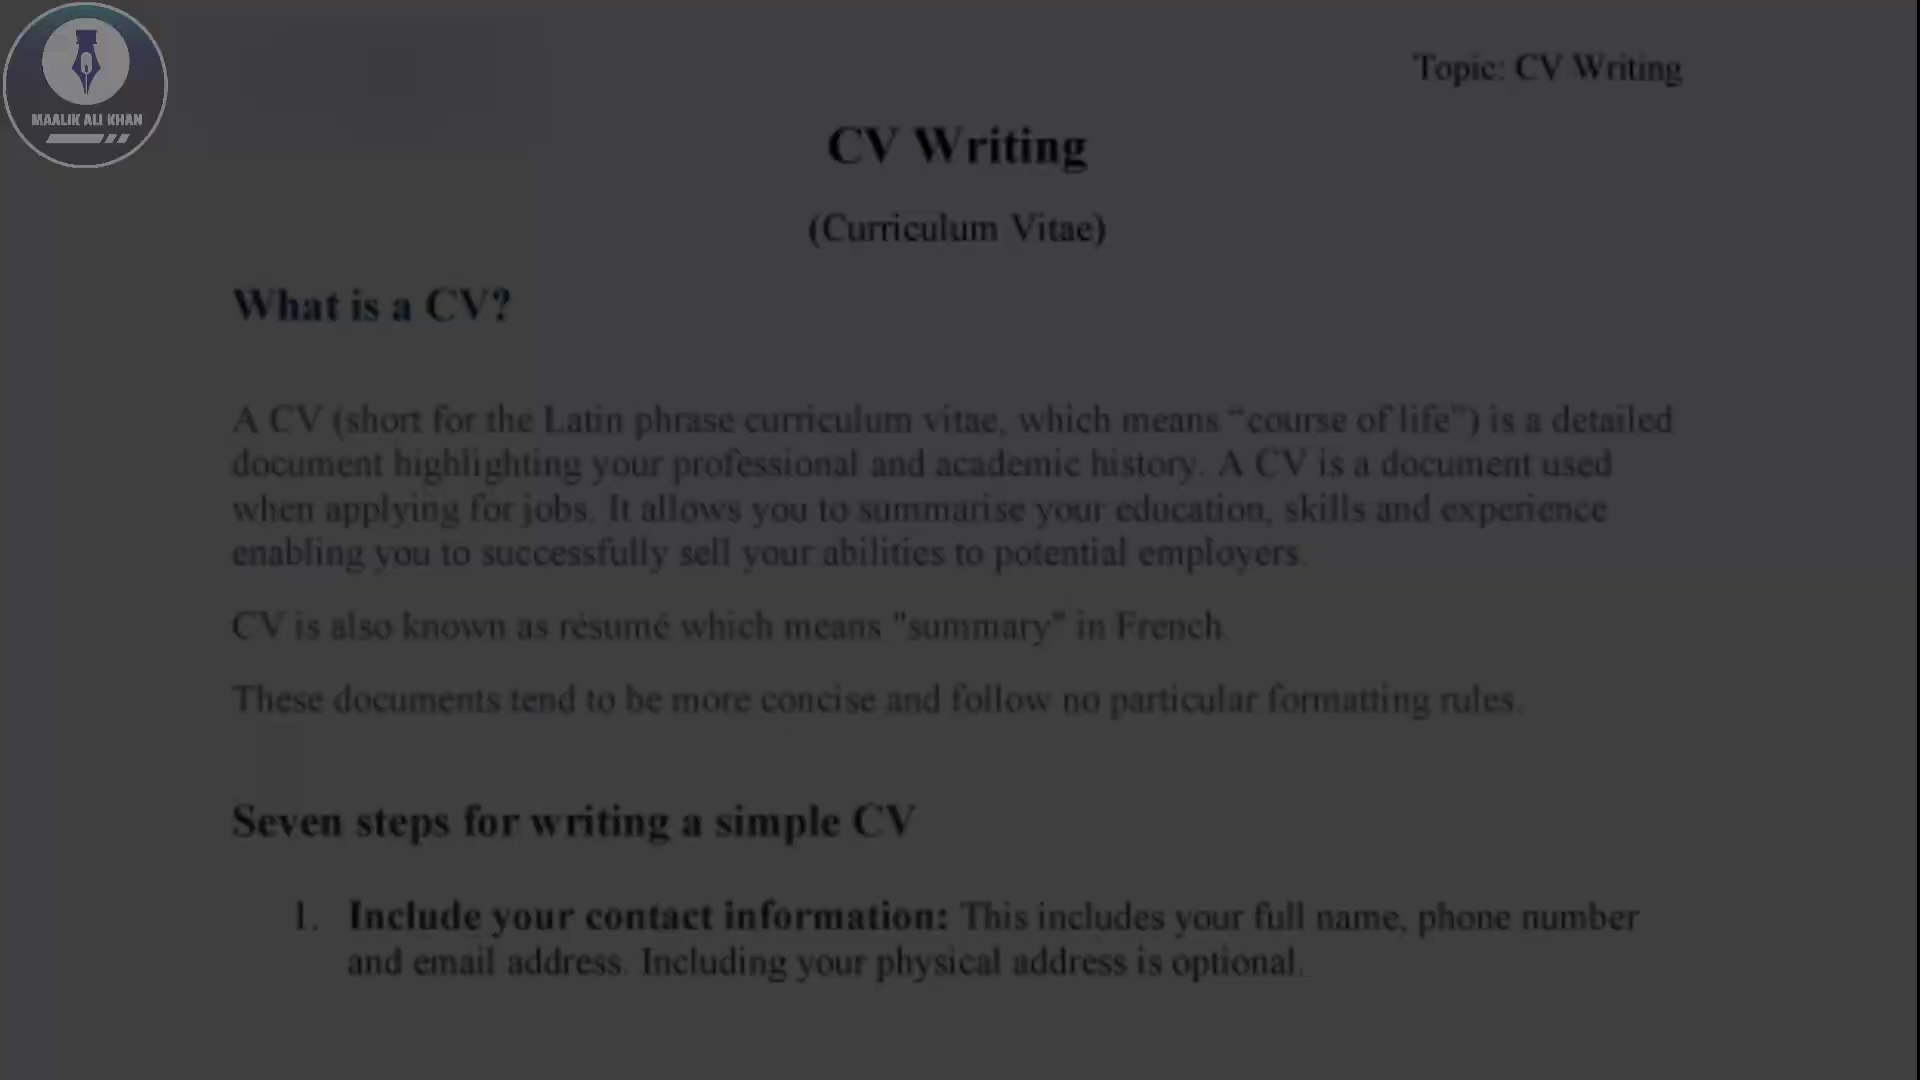 MAALIK ALI KHAN
Topic: CV Writing
CV Writing
(Curriculum Vitae)
What is a CV?
A CV (short for the Latin phrase curriculum vitae, which means “course of life”) is a detailed
document highlighting your professional and academic history. A CV is a document used
when applying for jobs. It allows you to summarise your education, skills and experience
enabling you to successfully sell your abilities to potential employers.
CV is also known as résumé which means "summary" in French.
These documents tend to be more concise and follow no particular formatting rules.
Seven steps for writing a simple CV
1. Include your contact information: This includes your full name, phone number
and email address. Including your physical address is optional.